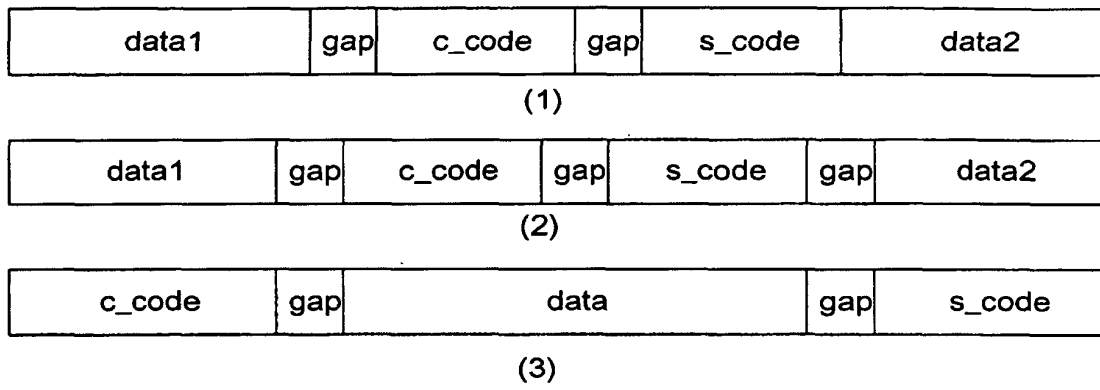 data1 gap c_code gap s_code data2
(1)
data1 gap c_code gap s_code gap data2
(2)
c_code gap data gap s_code
(3)